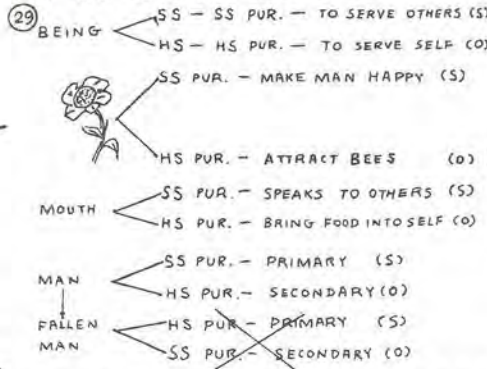 29
SS - SS PUR. - TO SERVE OTHERS (S)
BEING
HS - HS PUR. - TO SERVE SELF (O)
SS PUR. - MAKE MAN HAPPY (S)
HS PUR. - ATTRACT BEES (O)
SS PUR. - SPEAKS TO OTHERS (S)
MOUTH
HS PUR. - BRING FOOD INTO SELF (O)
SS PUR. - PRIMARY (S)
MAN
HS PUR. - SECONDARY (O)
FALLEN HS PUR. - PRIMARY (S)
MAN SS PUR. - SECONDARY (O)